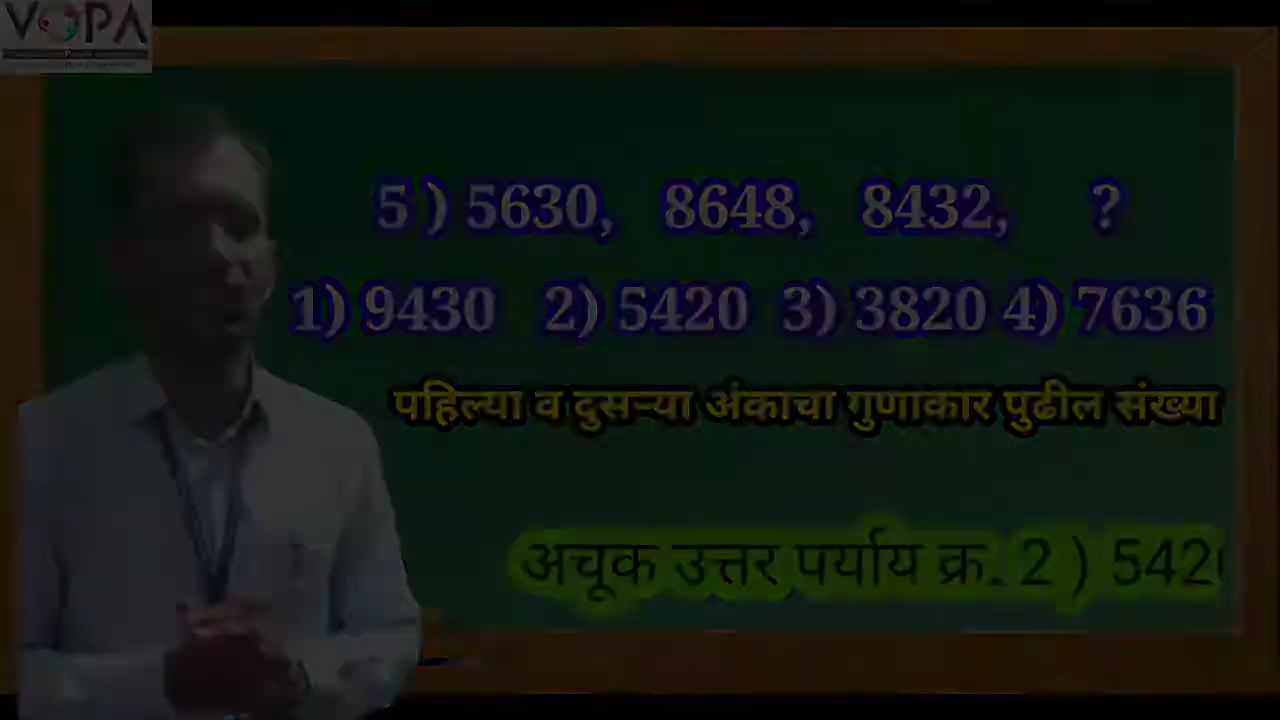 VOPA
5 ) 5630, 8648, 8432, ?
1) 9430 2) 5420 3) 3820 4) 7636
पहिल्या व दुसऱ्या अंकाचा गुणाकार पुढील संख्या
अचूक उत्तर पर्याय क्र. 2 ) 542